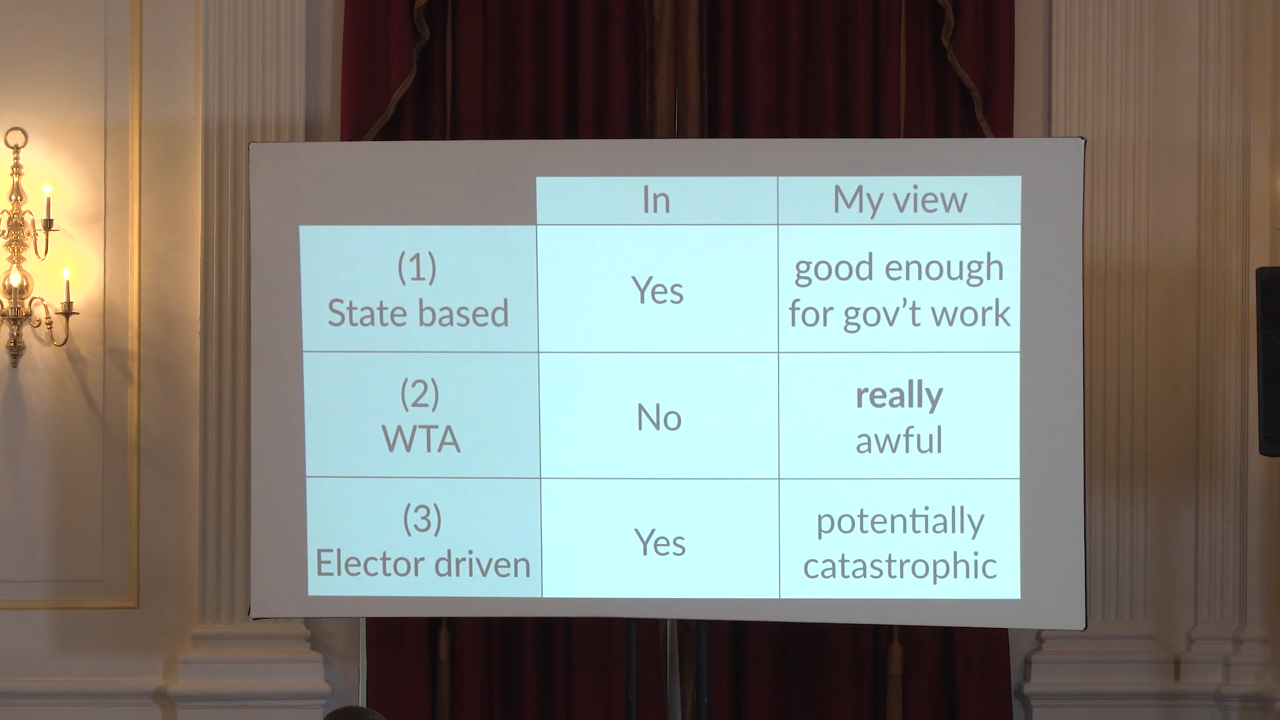 In
My view
(1)
State based
Yes
good enough
for gov’t work
(2)
WTA
No
really
awful
(3)
Elector driven
Yes
potentially
catastrophic